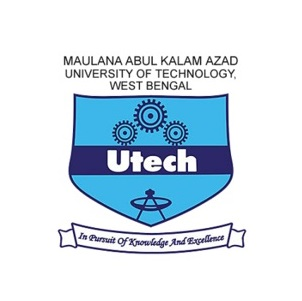 MAULANA ABUL KALAM AZAD
UNIVERSITY OF TECHNOLOGY,
WEST BENGAL
Utech
In Pursuit Of Knowledge And Excellence